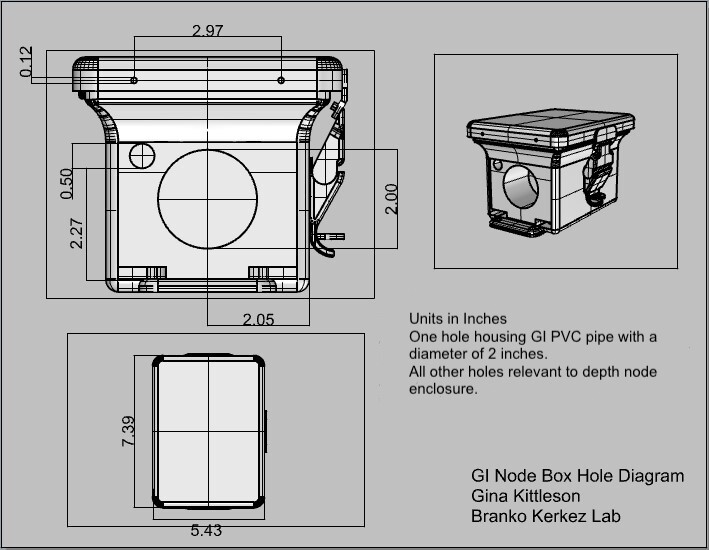 2.97
0.12
0.50
2.27
2.00
2.05
Units in Inches
One hole housing GI PVC pipe with a
diameter of 2 inches.
All other holes relevant to depth node
enclosure.
7.39
5.43
GI Node Box Hole Diagram
Gina Kittleson
Branko Kerkez Lab